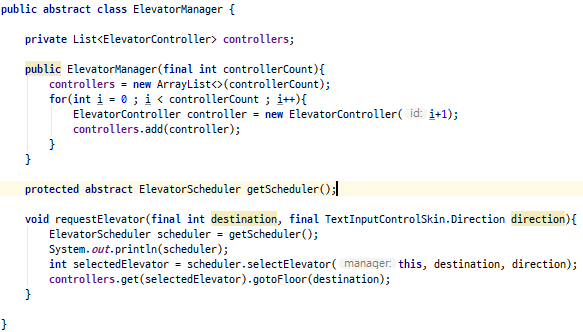 public abstract class ElevatorManager {
private List<ElevatorController> controllers;
public ElevatorManager(final int controllerCount){
controllers = new ArrayList<>(controllerCount);
for(int i = 0 ; i < controllerCount ; i++){
ElevatorController controller = new ElevatorController( id: i+1);
controllers.add(controller);
}
}
protected abstract ElevatorScheduler getScheduler();
void requestElevator(final int destination, final TextInputControlSkin.Direction direction){
ElevatorScheduler scheduler = getScheduler();
System.out.println(scheduler);
int selectedElevator = scheduler.selectElevator( manager: this, destination, direction);
controllers.get(selectedElevator).gotoFloor(destination);
}
}